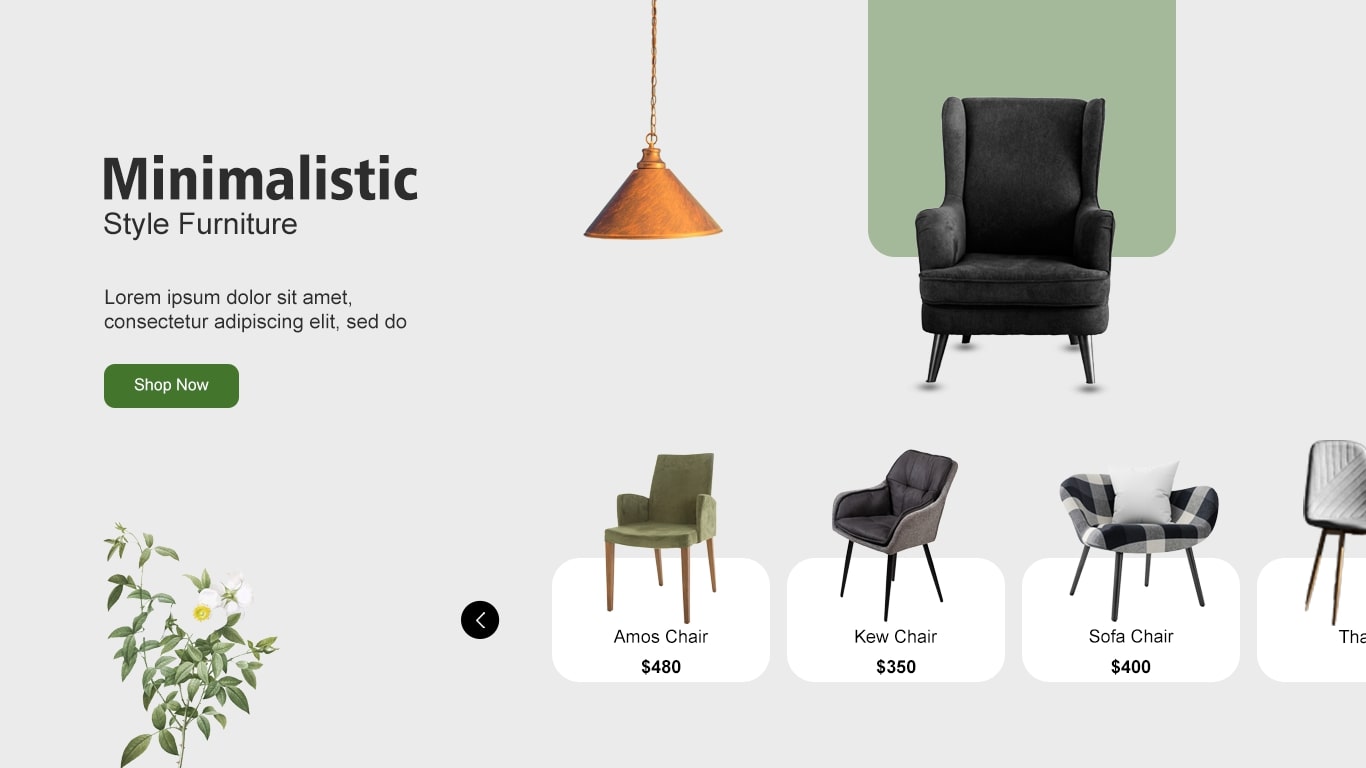 Minimalistic
Style Furniture
Lorem ipsum dolor sit amet,
consectetur adipiscing elit, sed do
Shop Now
Amos Chair
$480
Kew Chair
$350
Sofa Chair
$400